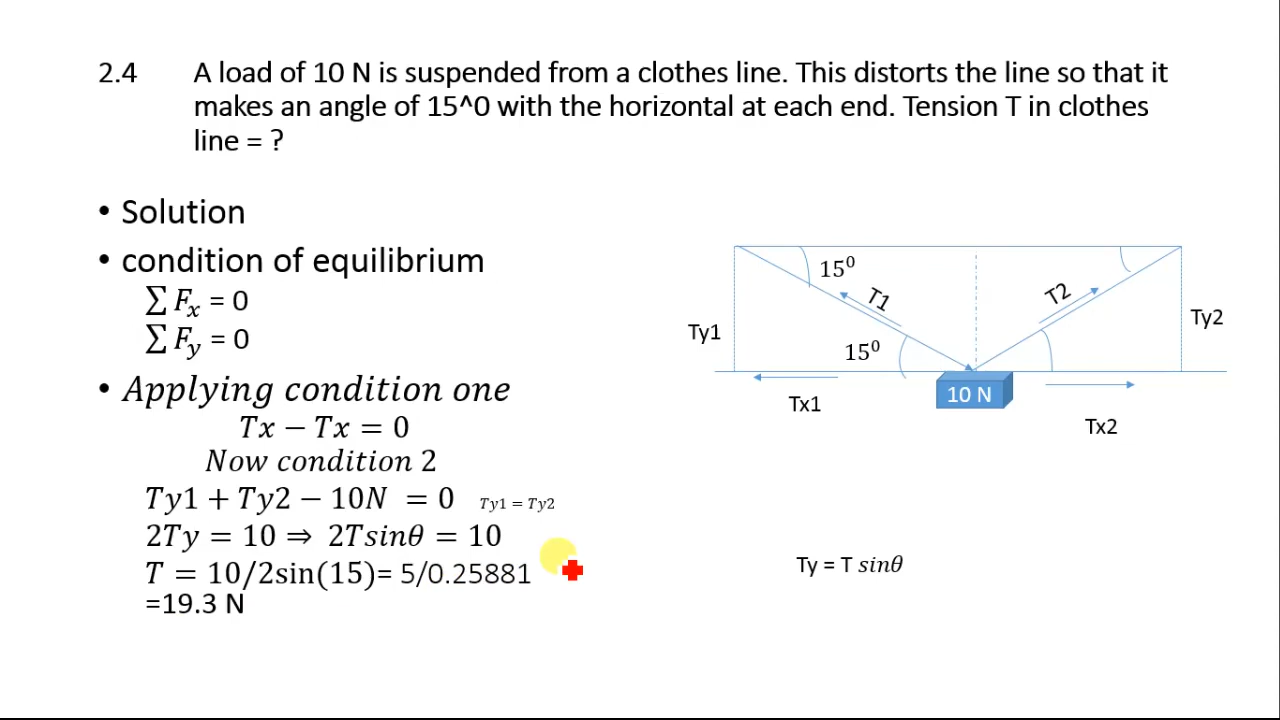 2.4 A load of 10 N is suspended from a clothes line. This distorts the line so that it
makes an angle of 15^0 with the horizontal at each end. Tension T in clothes
line = ?
• Solution
• condition of equilibrium
∑ Fₓ = 0
∑ F_y = 0
• Applying condition one
Tx − Tx = 0
Now condition 2
Ty1 + Ty2 − 10N = 0 Ty1 = Ty2
2Ty = 10 ⇒ 2Tsinθ = 10
T = 10/2sin(15)= 5/0.25881
=19.3 N
15⁰
T1
T2
Ty1
Ty2
15⁰
10 N
Tx1
Tx2
Ty = T sinθ